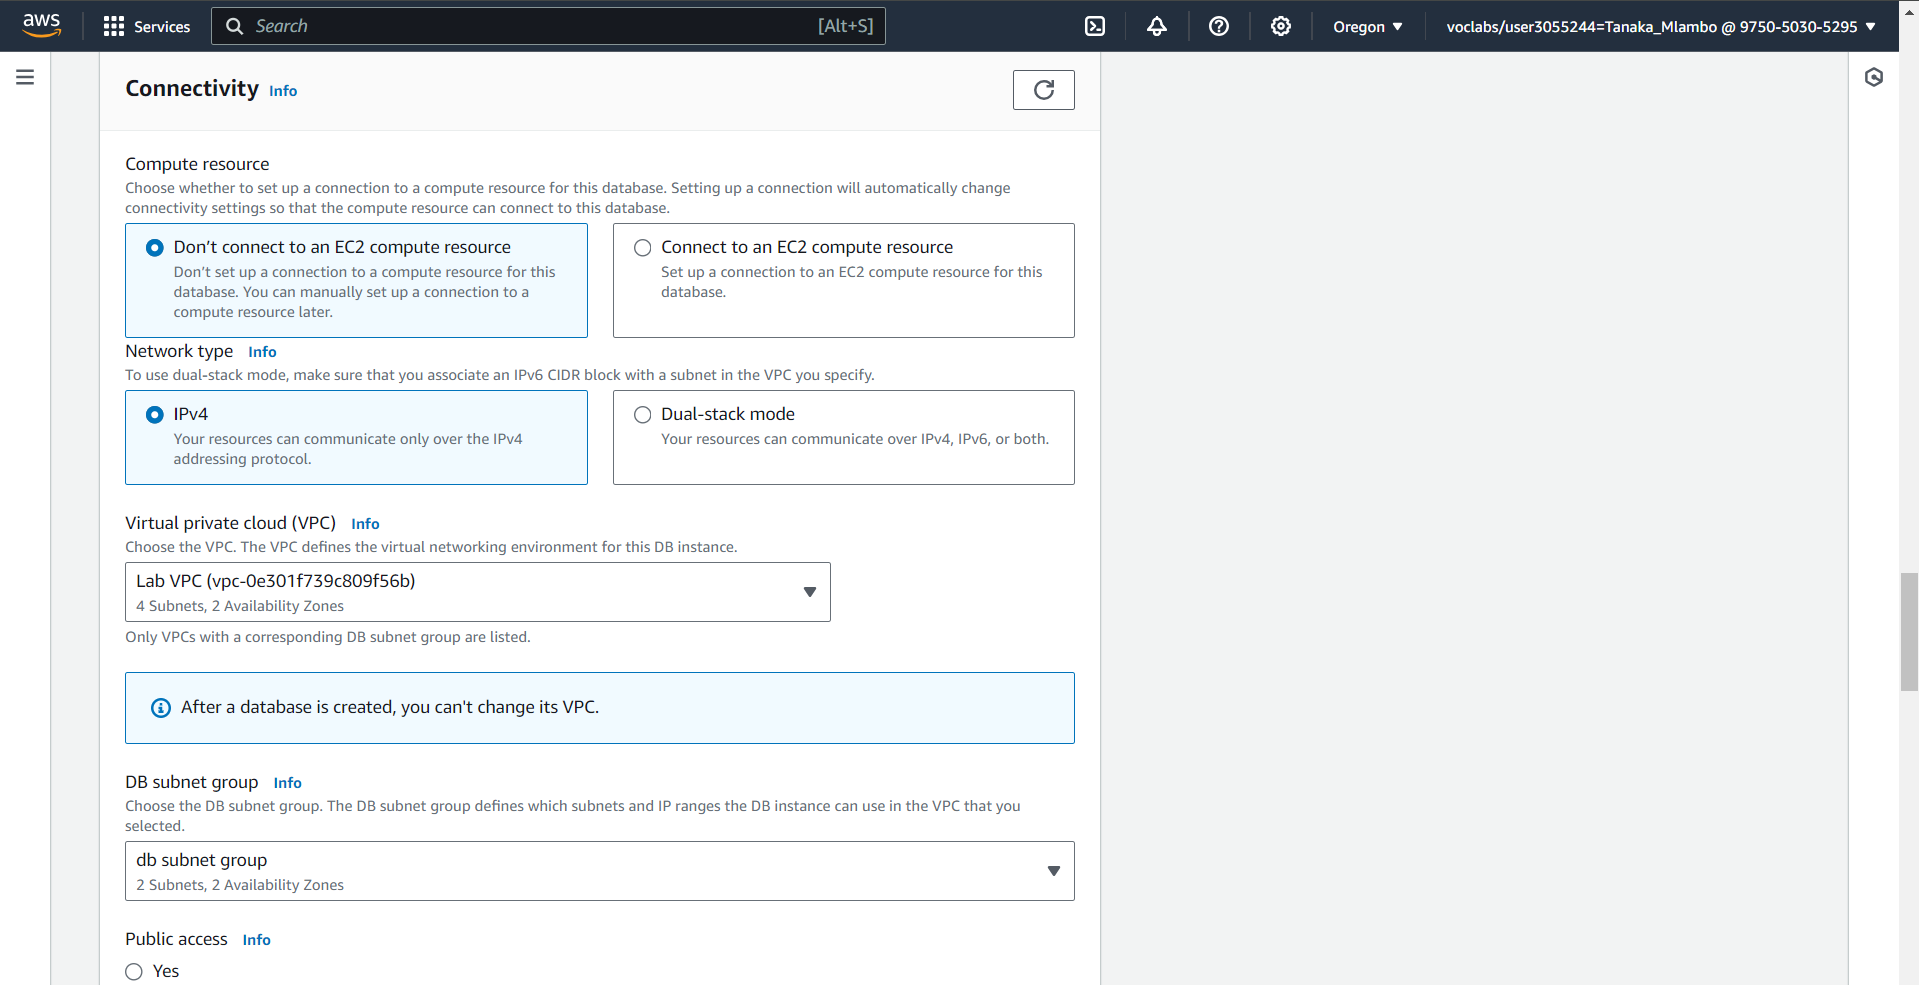 aws
Services
Search
[Alt+S]
Oregon
voclabs/user3055244=Tanaka_Mlambo @ 9750-5030-5295
Connectivity Info
Compute resource
Choose whether to set up a connection to a compute resource for this database. Setting up a connection will automatically change
connectivity settings so that the compute resource can connect to this database.
Don’t connect to an EC2 compute resource
Don’t set up a connection to a compute resource for this
database. You can manually set up a connection to a
compute resource later.
Connect to an EC2 compute resource
Set up a connection to an EC2 compute resource for this
database.
Network type Info
To use dual-stack mode, make sure that you associate an IPv6 CIDR block with a subnet in the VPC you specify.
IPv4
Your resources can communicate only over the IPv4
addressing protocol.
Dual-stack mode
Your resources can communicate over IPv4, IPv6, or both.
Virtual private cloud (VPC) Info
Choose the VPC. The VPC defines the virtual networking environment for this DB instance.
Lab VPC (vpc-0e301f739c809f56b)
4 Subnets, 2 Availability Zones
Only VPCs with a corresponding DB subnet group are listed.
After a database is created, you can't change its VPC.
DB subnet group Info
Choose the DB subnet group. The DB subnet group defines which subnets and IP ranges the DB instance can use in the VPC that you
selected.
db subnet group
2 Subnets, 2 Availability Zones
Public access Info
Yes